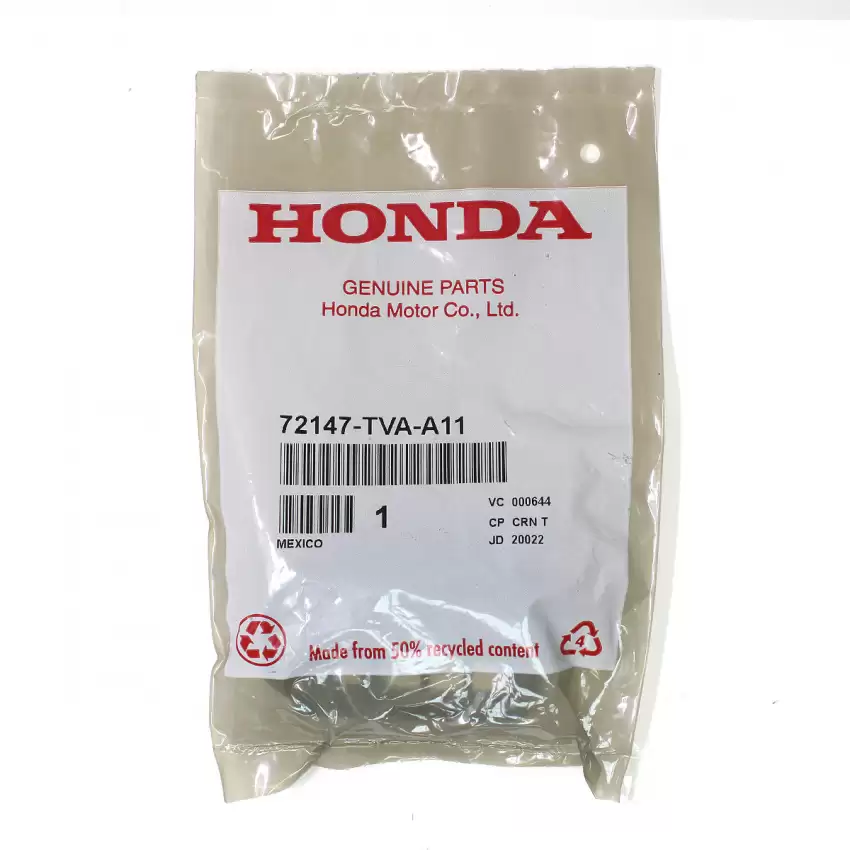 HONDA
GENUINE PARTS
Honda Motor Co., Ltd.
72147-TVA-A11
1
MEXICO
VC 000644
CP CRN T
JD 20022
Made from 50% recycled content
4